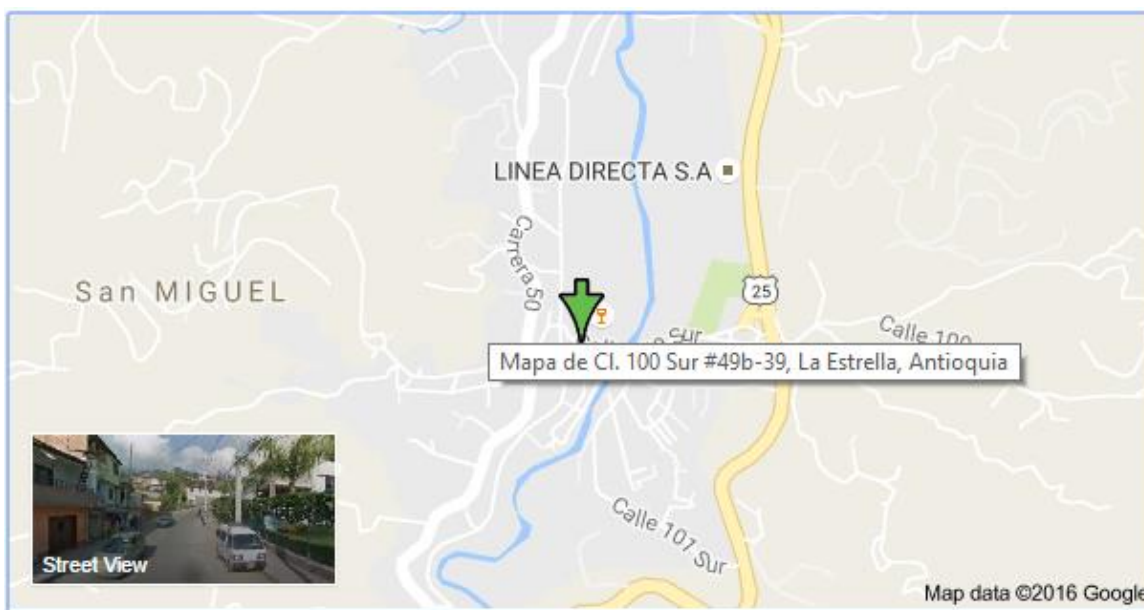 LINEA DIRECTA S.A
Carrera 50
San MIGUEL
25
Sur
Calle 100
Mapa de Cl. 100 Sur #49b-39, La Estrella, Antioquia
Street View
Calle 107 Sur
Map data ©2016 Google